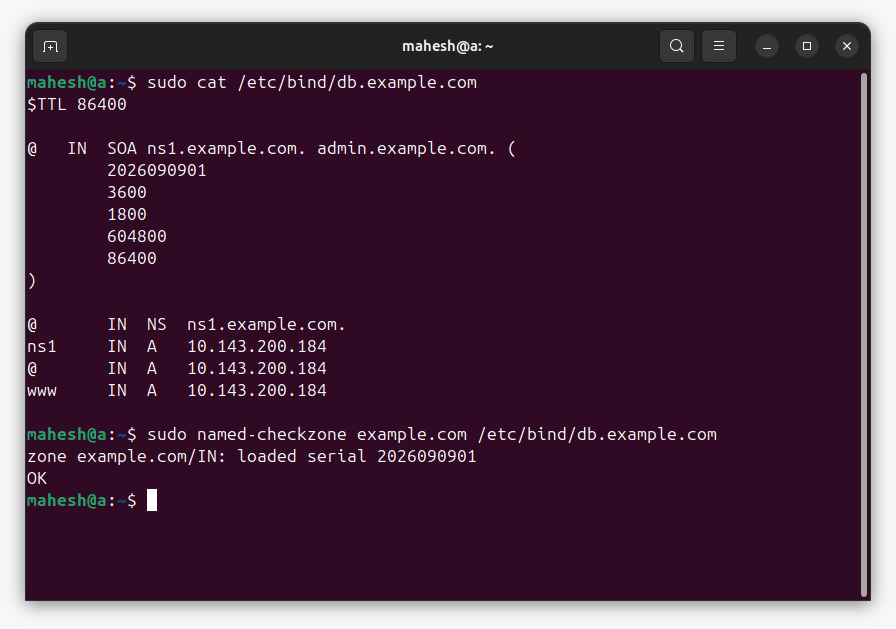 mahesh@a: ~
mahesh@a:~$ sudo cat /etc/bind/db.example.com
$TTL 86400
@   IN  SOA ns1.example.com. admin.example.com. (
        2026090901
        3600
        1800
        604800
        86400
)
@       IN  NS  ns1.example.com.
ns1     IN  A   10.143.200.184
@       IN  A   10.143.200.184
www     IN  A   10.143.200.184
mahesh@a:~$ sudo named-checkzone example.com /etc/bind/db.example.com
zone example.com/IN: loaded serial 2026090901
OK
mahesh@a:~$